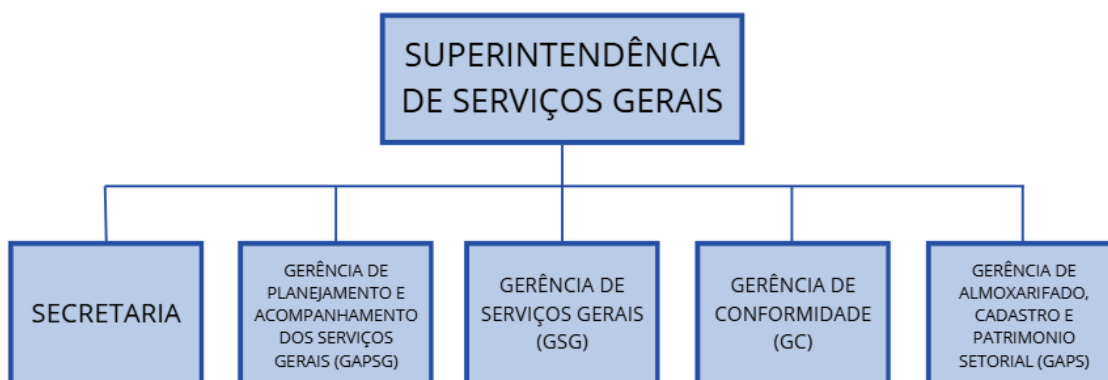 SUPERINTENDÊNCIA
DE SERVIÇOS GERAIS
SECRETARIA
GERÊNCIA DE
PLANEJAMENTO E
ACOMPANHAMENTO
DOS SERVIÇOS
GERAIS (GAPSG)
GERÊNCIA DE
SERVIÇOS GERAIS
(GSG)
GERÊNCIA DE
CONFORMIDADE
(GC)
GERÊNCIA DE
ALMOXARIFADO,
CADASTRO E
PATRIMONIO
SETORIAL (GAPS)